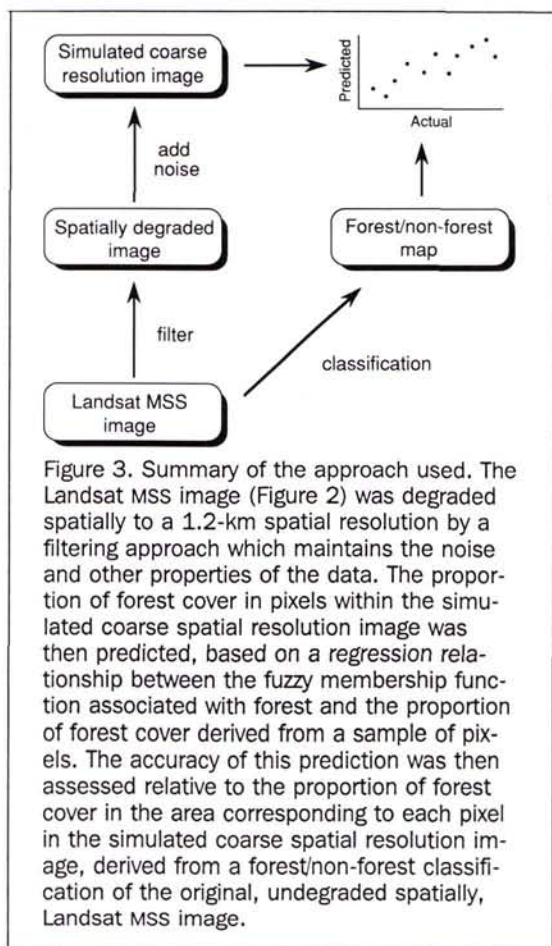 Simulated coarse
resolution image
Predicted
Actual
add
noise
Spatially degraded
image
Forest/non-forest
map
filter
classification
Landsat MSS
image
Figure 3. Summary of the approach used. The
Landsat MSS image (Figure 2) was degraded
spatially to a 1.2-km spatial resolution by a
filtering approach which maintains the noise
and other properties of the data. The propor-
tion of forest cover in pixels within the simu-
lated coarse spatial resolution image was
then predicted, based on a regression rela-
tionship between the fuzzy membership func-
tion associated with forest and the proportion
of forest cover derived from a sample of pix-
els. The accuracy of this prediction was then
assessed relative to the proportion of forest
cover in the area corresponding to each pixel
in the simulated coarse spatial resolution im-
age, derived from a forest/non-forest classifi-
cation of the original, undegraded spatially,
Landsat MSS image.